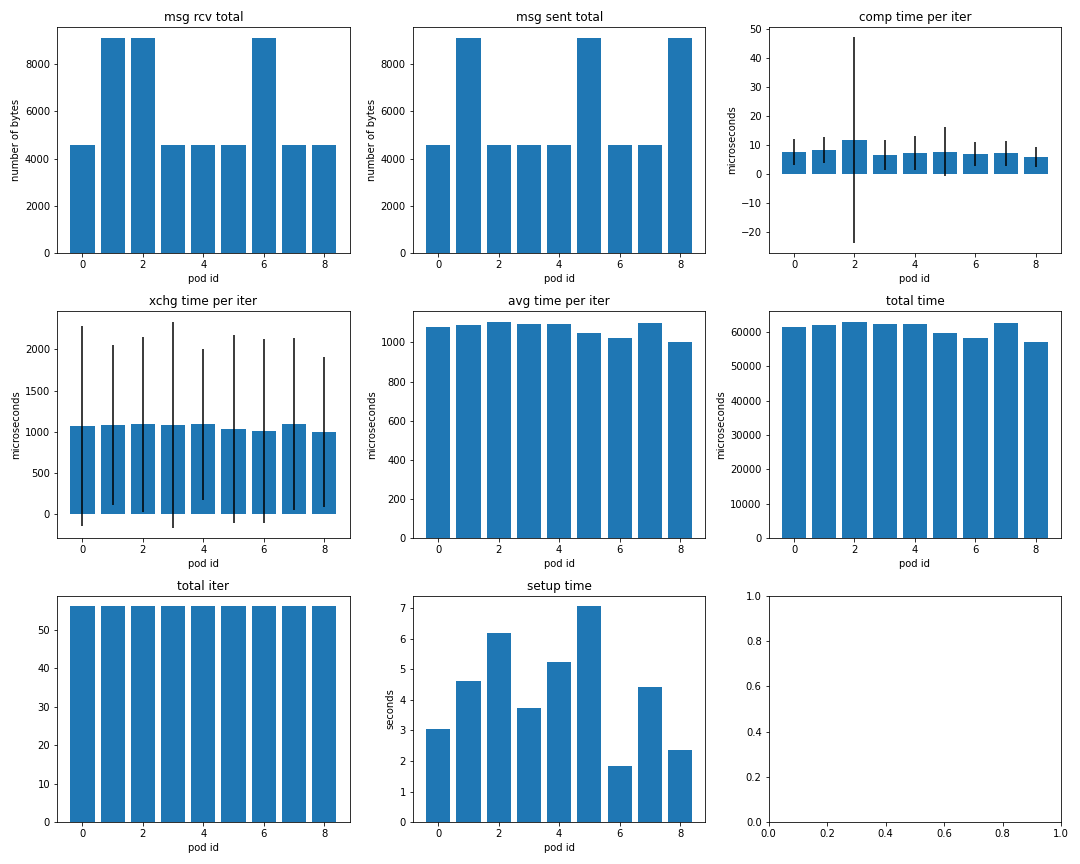 msg rcv total
number of bytes
8000
6000
4000
2000
0
0 2 4 6 8
pod id
msg sent total
number of bytes
8000
6000
4000
2000
0
0 2 4 6 8
pod id
comp time per iter
microseconds
50
40
30
20
10
0
−10
−20
0 2 4 6 8
pod id
xchg time per iter
microseconds
2000
1500
1000
500
0
0 2 4 6 8
pod id
avg time per iter
microseconds
1000
800
600
400
200
0
0 2 4 6 8
pod id
total time
microseconds
60000
50000
40000
30000
20000
10000
0
0 2 4 6 8
pod id
total iter
50
40
30
20
10
0
0 2 4 6 8
pod id
setup time
seconds
7
6
5
4
3
2
1
0
0 2 4 6 8
pod id
1.0
0.8
0.6
0.4
0.2
0.0
0.0 0.2 0.4 0.6 0.8 1.0